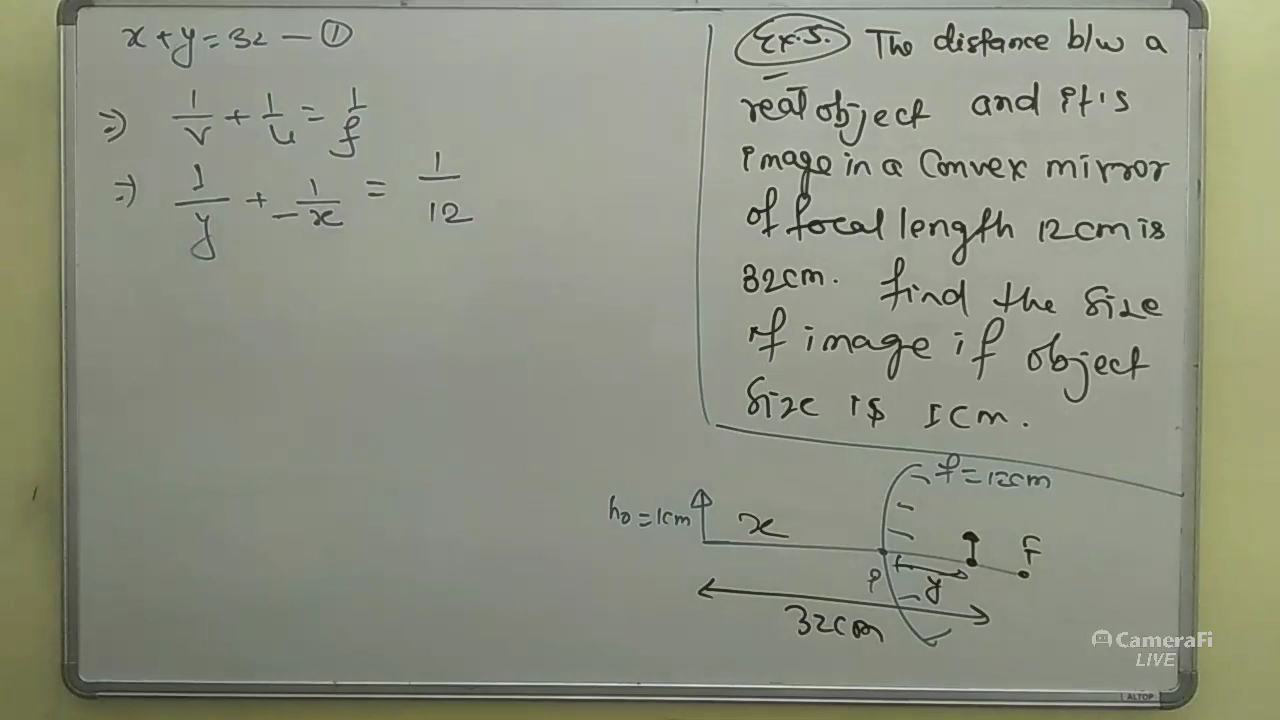 x + y = 32 — ①
⇒ 1/v + 1/u = 1/f
⇒ 1/y + 1/-x = 1/12
Ex.5. The distance b/w a
real object and it's
image in a Convex mirror
of focal length 12cm is
32cm. find the size
of image if object
size is 1cm.
f = 12cm
h₀ = 1cm
x
F
P
y
32cm
CameraFi
LIVE
ALTOP